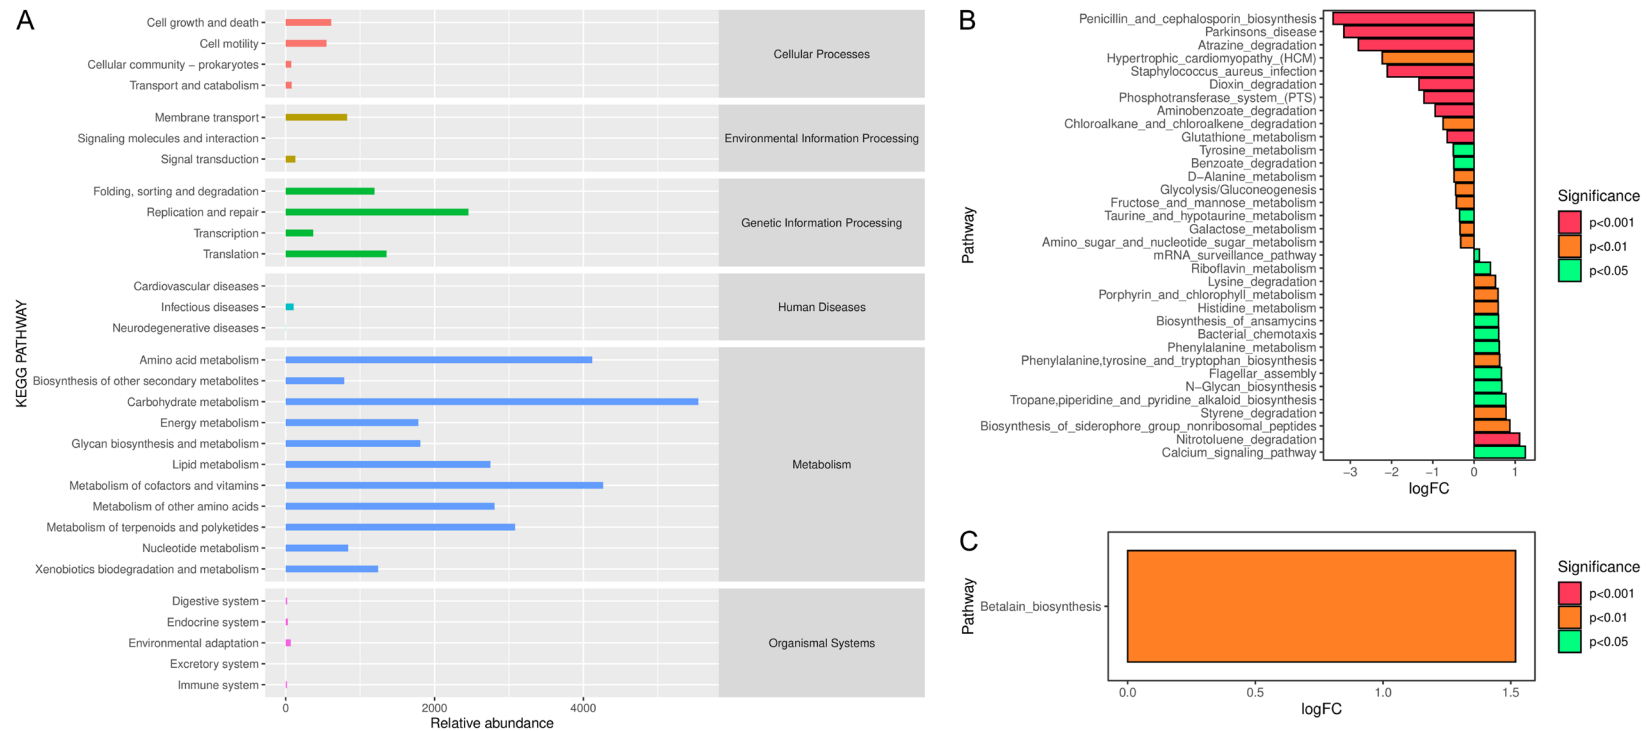 A
KEGG PATHWAY
Cell growth and death
Cell motility
Cellular community − prokaryotes
Transport and catabolism
Cellular Processes
Membrane transport
Signaling molecules and interaction
Signal transduction
Environmental Information Processing
Folding, sorting and degradation
Replication and repair
Transcription
Translation
Genetic Information Processing
Cardiovascular diseases
Infectious diseases
Neurodegenerative diseases
Human Diseases
Amino acid metabolism
Biosynthesis of other secondary metabolites
Carbohydrate metabolism
Energy metabolism
Glycan biosynthesis and metabolism
Lipid metabolism
Metabolism of cofactors and vitamins
Metabolism of other amino acids
Metabolism of terpenoids and polyketides
Nucleotide metabolism
Xenobiotics biodegradation and metabolism
Metabolism
Digestive system
Endocrine system
Environmental adaptation
Excretory system
Immune system
Organismal Systems
0 2000 4000
Relative abundance
B
Pathway
Penicillin_and_cephalosporin_biosynthesis
Parkinsons_disease
Atrazine_degradation
Hypertrophic_cardiomyopathy_(HCM)
Staphylococcus_aureus_infection
Dioxin_degradation
Phosphotransferase_system_(PTS)
Aminobenzoate_degradation
Chloroalkane_and_chloroalkene_degradation
Glutathione_metabolism
Tyrosine_metabolism
Benzoate_degradation
D−Alanine_metabolism
Glycolysis/Gluconeogenesis
Fructose_and_mannose_metabolism
Taurine_and_hypotaurine_metabolism
Galactose_metabolism
Amino_sugar_and_nucleotide_sugar_metabolism
mRNA_surveillance_pathway
Riboflavin_metabolism
Lysine_degradation
Porphyrin_and_chlorophyll_metabolism
Histidine_metabolism
Biosynthesis_of_ansamycins
Bacterial_chemotaxis
Phenylalanine_metabolism
Phenylalanine,tyrosine_and_tryptophan_biosynthesis
Flagellar_assembly
N−Glycan_biosynthesis
Tropane,piperidine_and_pyridine_alkaloid_biosynthesis
Styrene_degradation
Biosynthesis_of_siderophore_group_nonribosomal_peptides
Nitrotoluene_degradation
Calcium_signaling_pathway
−3 −2 −1 0 1
logFC
Significance
p<0.001
p<0.01
p<0.05
C
Pathway
Betalain_biosynthesis
0.0 0.5 1.0 1.5
logFC
Significance
p<0.001
p<0.01
p<0.05